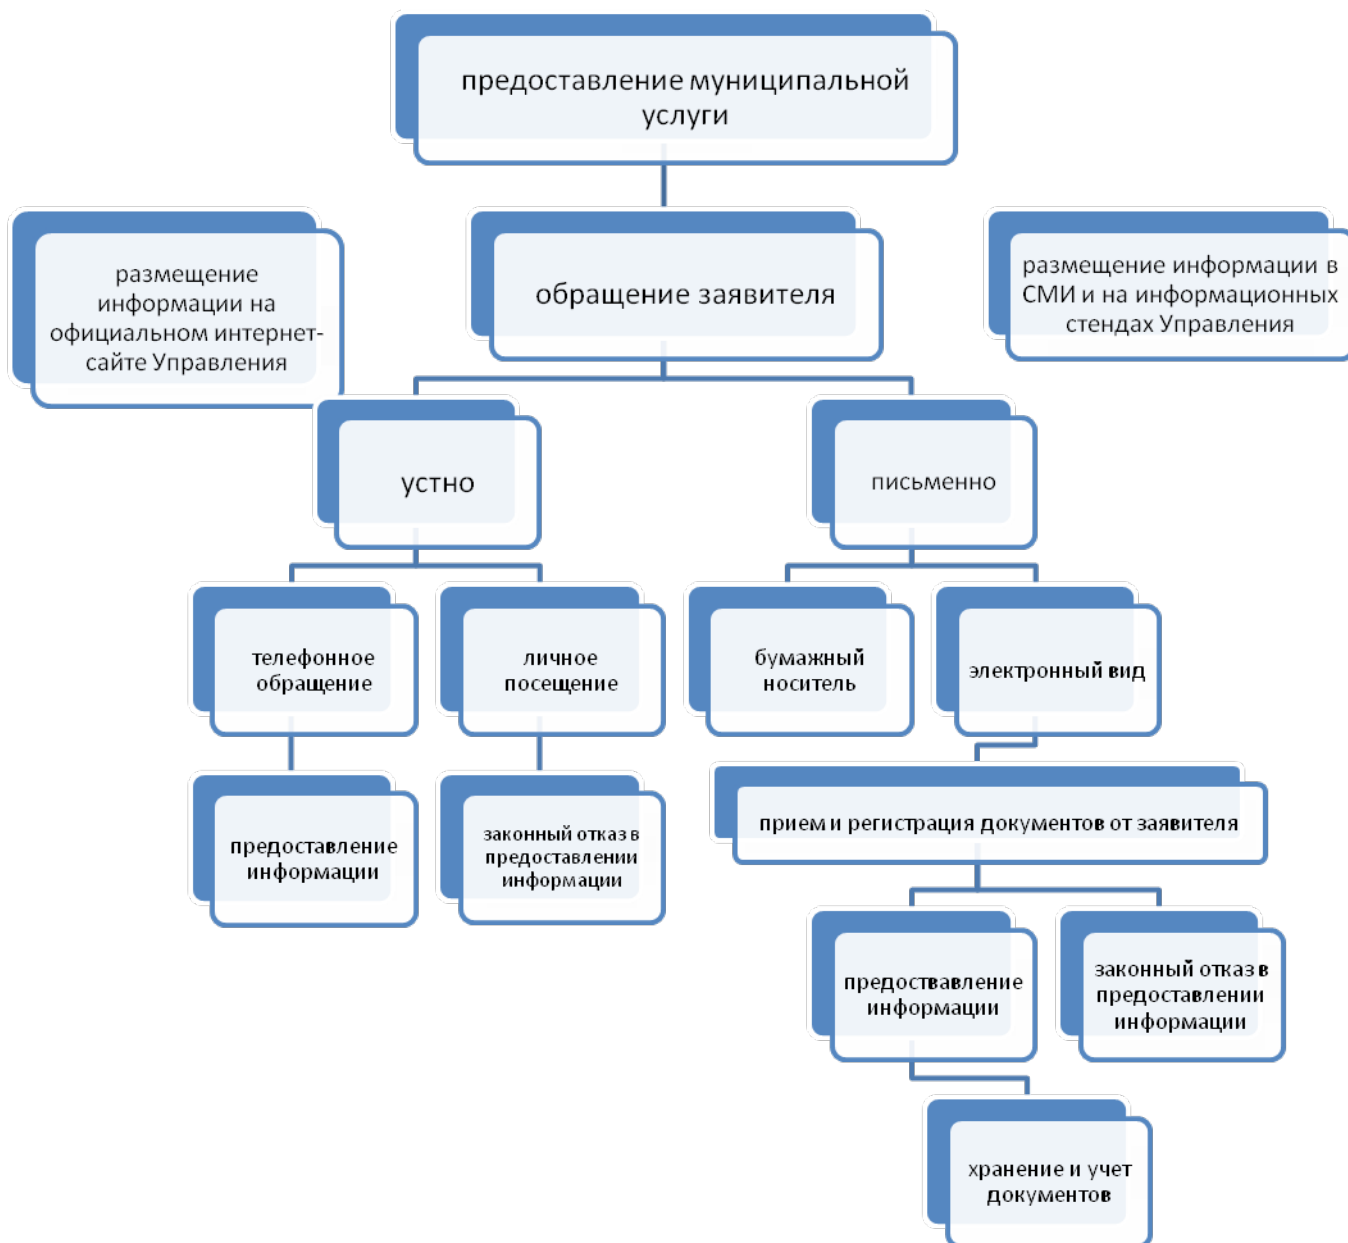 предоставление муниципальной
услуги
размещение
информации на
официальном интернет-
сайте Управления
обращение заявителя
размещение информации в
СМИ и на информационных
стендах Управления
устно
письменно
телефонное
обращение
личное
посещение
бумажный
носитель
электронный вид
предоставление
информации
законный отказ в
предоставлении
информации
прием и регистрация документов от заявителя
предоствавление
информации
законный отказ в
предоставлении
информации
хранение и учет
документов